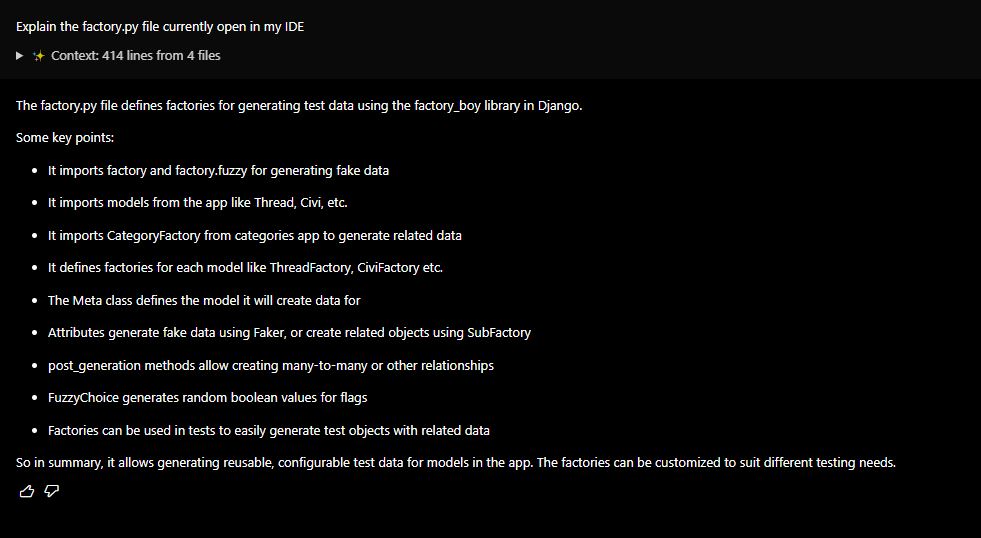 Explain the factory.py file currently open in my IDE
Context: 414 lines from 4 files
The factory.py file defines factories for generating test data using the factory_boy library in Django.
Some key points:
It imports factory and factory.fuzzy for generating fake data
It imports models from the app like Thread, Civi, etc.
It imports CategoryFactory from categories app to generate related data
It defines factories for each model like ThreadFactory, CiviFactory etc.
The Meta class defines the model it will create data for
Attributes generate fake data using Faker, or create related objects using SubFactory
post_generation methods allow creating many-to-many or other relationships
FuzzyChoice generates random boolean values for flags
Factories can be used in tests to easily generate test objects with related data
So in summary, it allows generating reusable, configurable test data for models in the app. The factories can be customized to suit different testing needs.